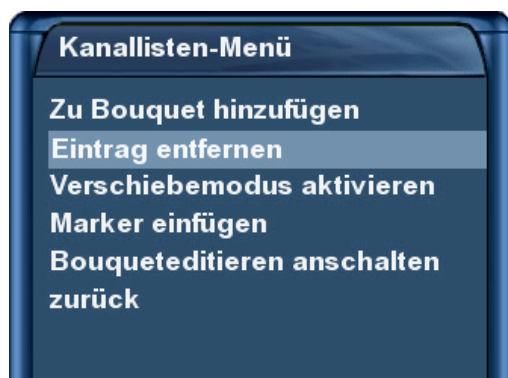 Kanallisten-Menü
Zu Bouquet hinzufügen
Eintrag entfernen
Verschiebemodus aktivieren
Marker einfügen
Bouqueteditieren anschalten
zurück